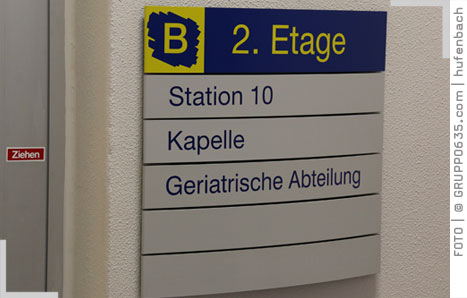 B 2. Etage
Station 10
Kapelle
Geriatrische Abteilung
Ziehen
FOTO | © GRUPPO635.com | hufenbach